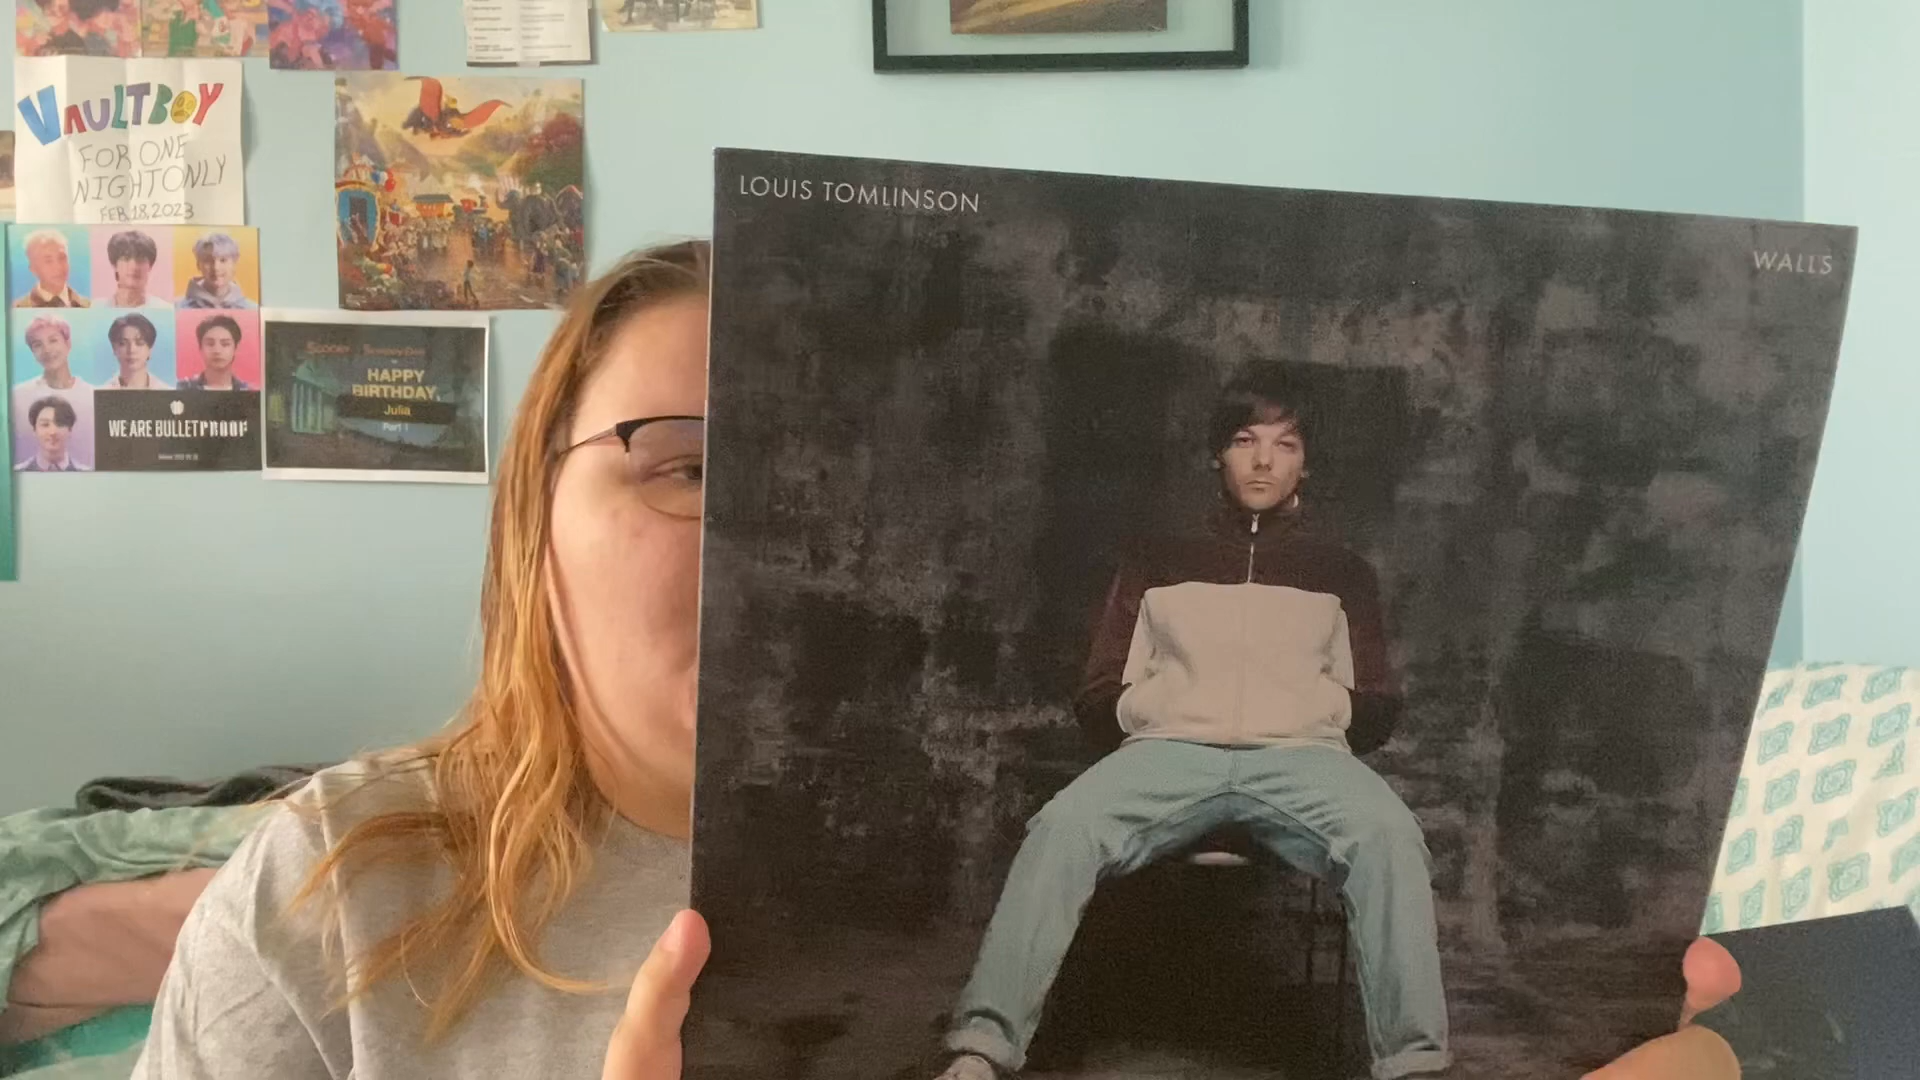 VAULTBOY
FOR ONE
NIGHT ONLY
FEB.18,2023
WE ARE BULLETPROOF
HAPPY
BIRTHDAY
Julia
Part 1
LOUIS TOMLINSON
WALLS